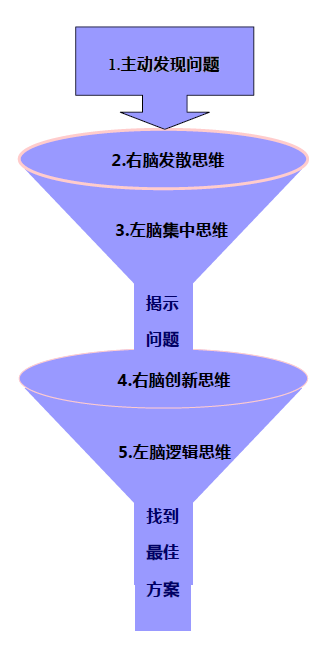 1.主动发现问题
2.右脑发散思维
3.左脑集中思维
揭示
问题
4.右脑创新思维
5.左脑逻辑思维
找到
最佳
方案